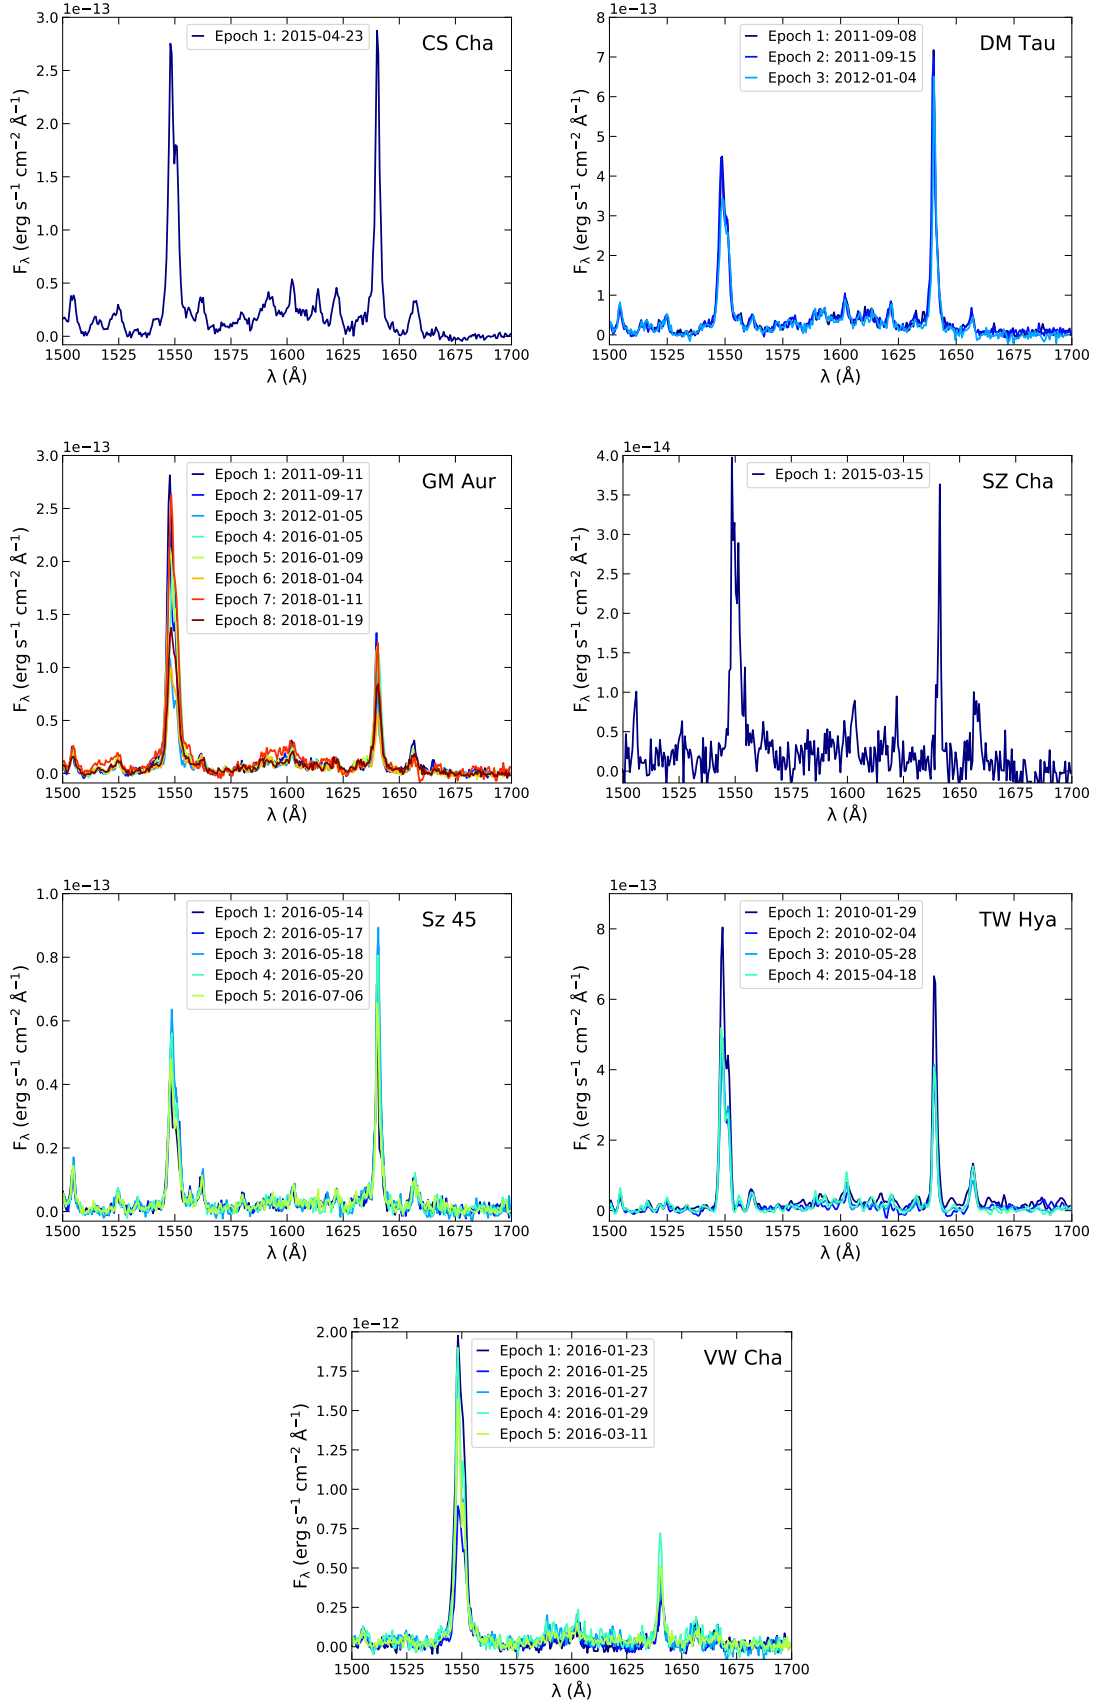 1e−13
CS Cha
Epoch 1: 2015-04-23
3.0
2.5
2.0
1.5
1.0
0.5
0.0
F_λ (erg s⁻¹ cm⁻² Å⁻¹)
1500 1525 1550 1575 1600 1625 1650 1675 1700
λ (Å)
1e−13
DM Tau
Epoch 1: 2011-09-08
Epoch 2: 2011-09-15
Epoch 3: 2012-01-04
8
7
6
5
4
3
2
1
0
F_λ (erg s⁻¹ cm⁻² Å⁻¹)
1500 1525 1550 1575 1600 1625 1650 1675 1700
λ (Å)
1e−13
GM Aur
Epoch 1: 2011-09-11
Epoch 2: 2011-09-17
Epoch 3: 2012-01-05
Epoch 4: 2016-01-05
Epoch 5: 2016-01-09
Epoch 6: 2018-01-04
Epoch 7: 2018-01-11
Epoch 8: 2018-01-19
3.0
2.5
2.0
1.5
1.0
0.5
0.0
F_λ (erg s⁻¹ cm⁻² Å⁻¹)
1500 1525 1550 1575 1600 1625 1650 1675 1700
λ (Å)
1e−14
SZ Cha
Epoch 1: 2015-03-15
4.0
3.5
3.0
2.5
2.0
1.5
1.0
0.5
0.0
F_λ (erg s⁻¹ cm⁻² Å⁻¹)
1500 1525 1550 1575 1600 1625 1650 1675 1700
λ (Å)
1e−13
Sz 45
Epoch 1: 2016-05-14
Epoch 2: 2016-05-17
Epoch 3: 2016-05-18
Epoch 4: 2016-05-20
Epoch 5: 2016-07-06
1.0
0.8
0.6
0.4
0.2
0.0
F_λ (erg s⁻¹ cm⁻² Å⁻¹)
1500 1525 1550 1575 1600 1625 1650 1675 1700
λ (Å)
1e−13
TW Hya
Epoch 1: 2010-01-29
Epoch 2: 2010-02-04
Epoch 3: 2010-05-28
Epoch 4: 2015-04-18
8
6
4
2
0
F_λ (erg s⁻¹ cm⁻² Å⁻¹)
1500 1525 1550 1575 1600 1625 1650 1675 1700
λ (Å)
1e−12
VW Cha
Epoch 1: 2016-01-23
Epoch 2: 2016-01-25
Epoch 3: 2016-01-27
Epoch 4: 2016-01-29
Epoch 5: 2016-03-11
2.00
1.75
1.50
1.25
1.00
0.75
0.50
0.25
0.00
F_λ (erg s⁻¹ cm⁻² Å⁻¹)
1500 1525 1550 1575 1600 1625 1650 1675 1700
λ (Å)